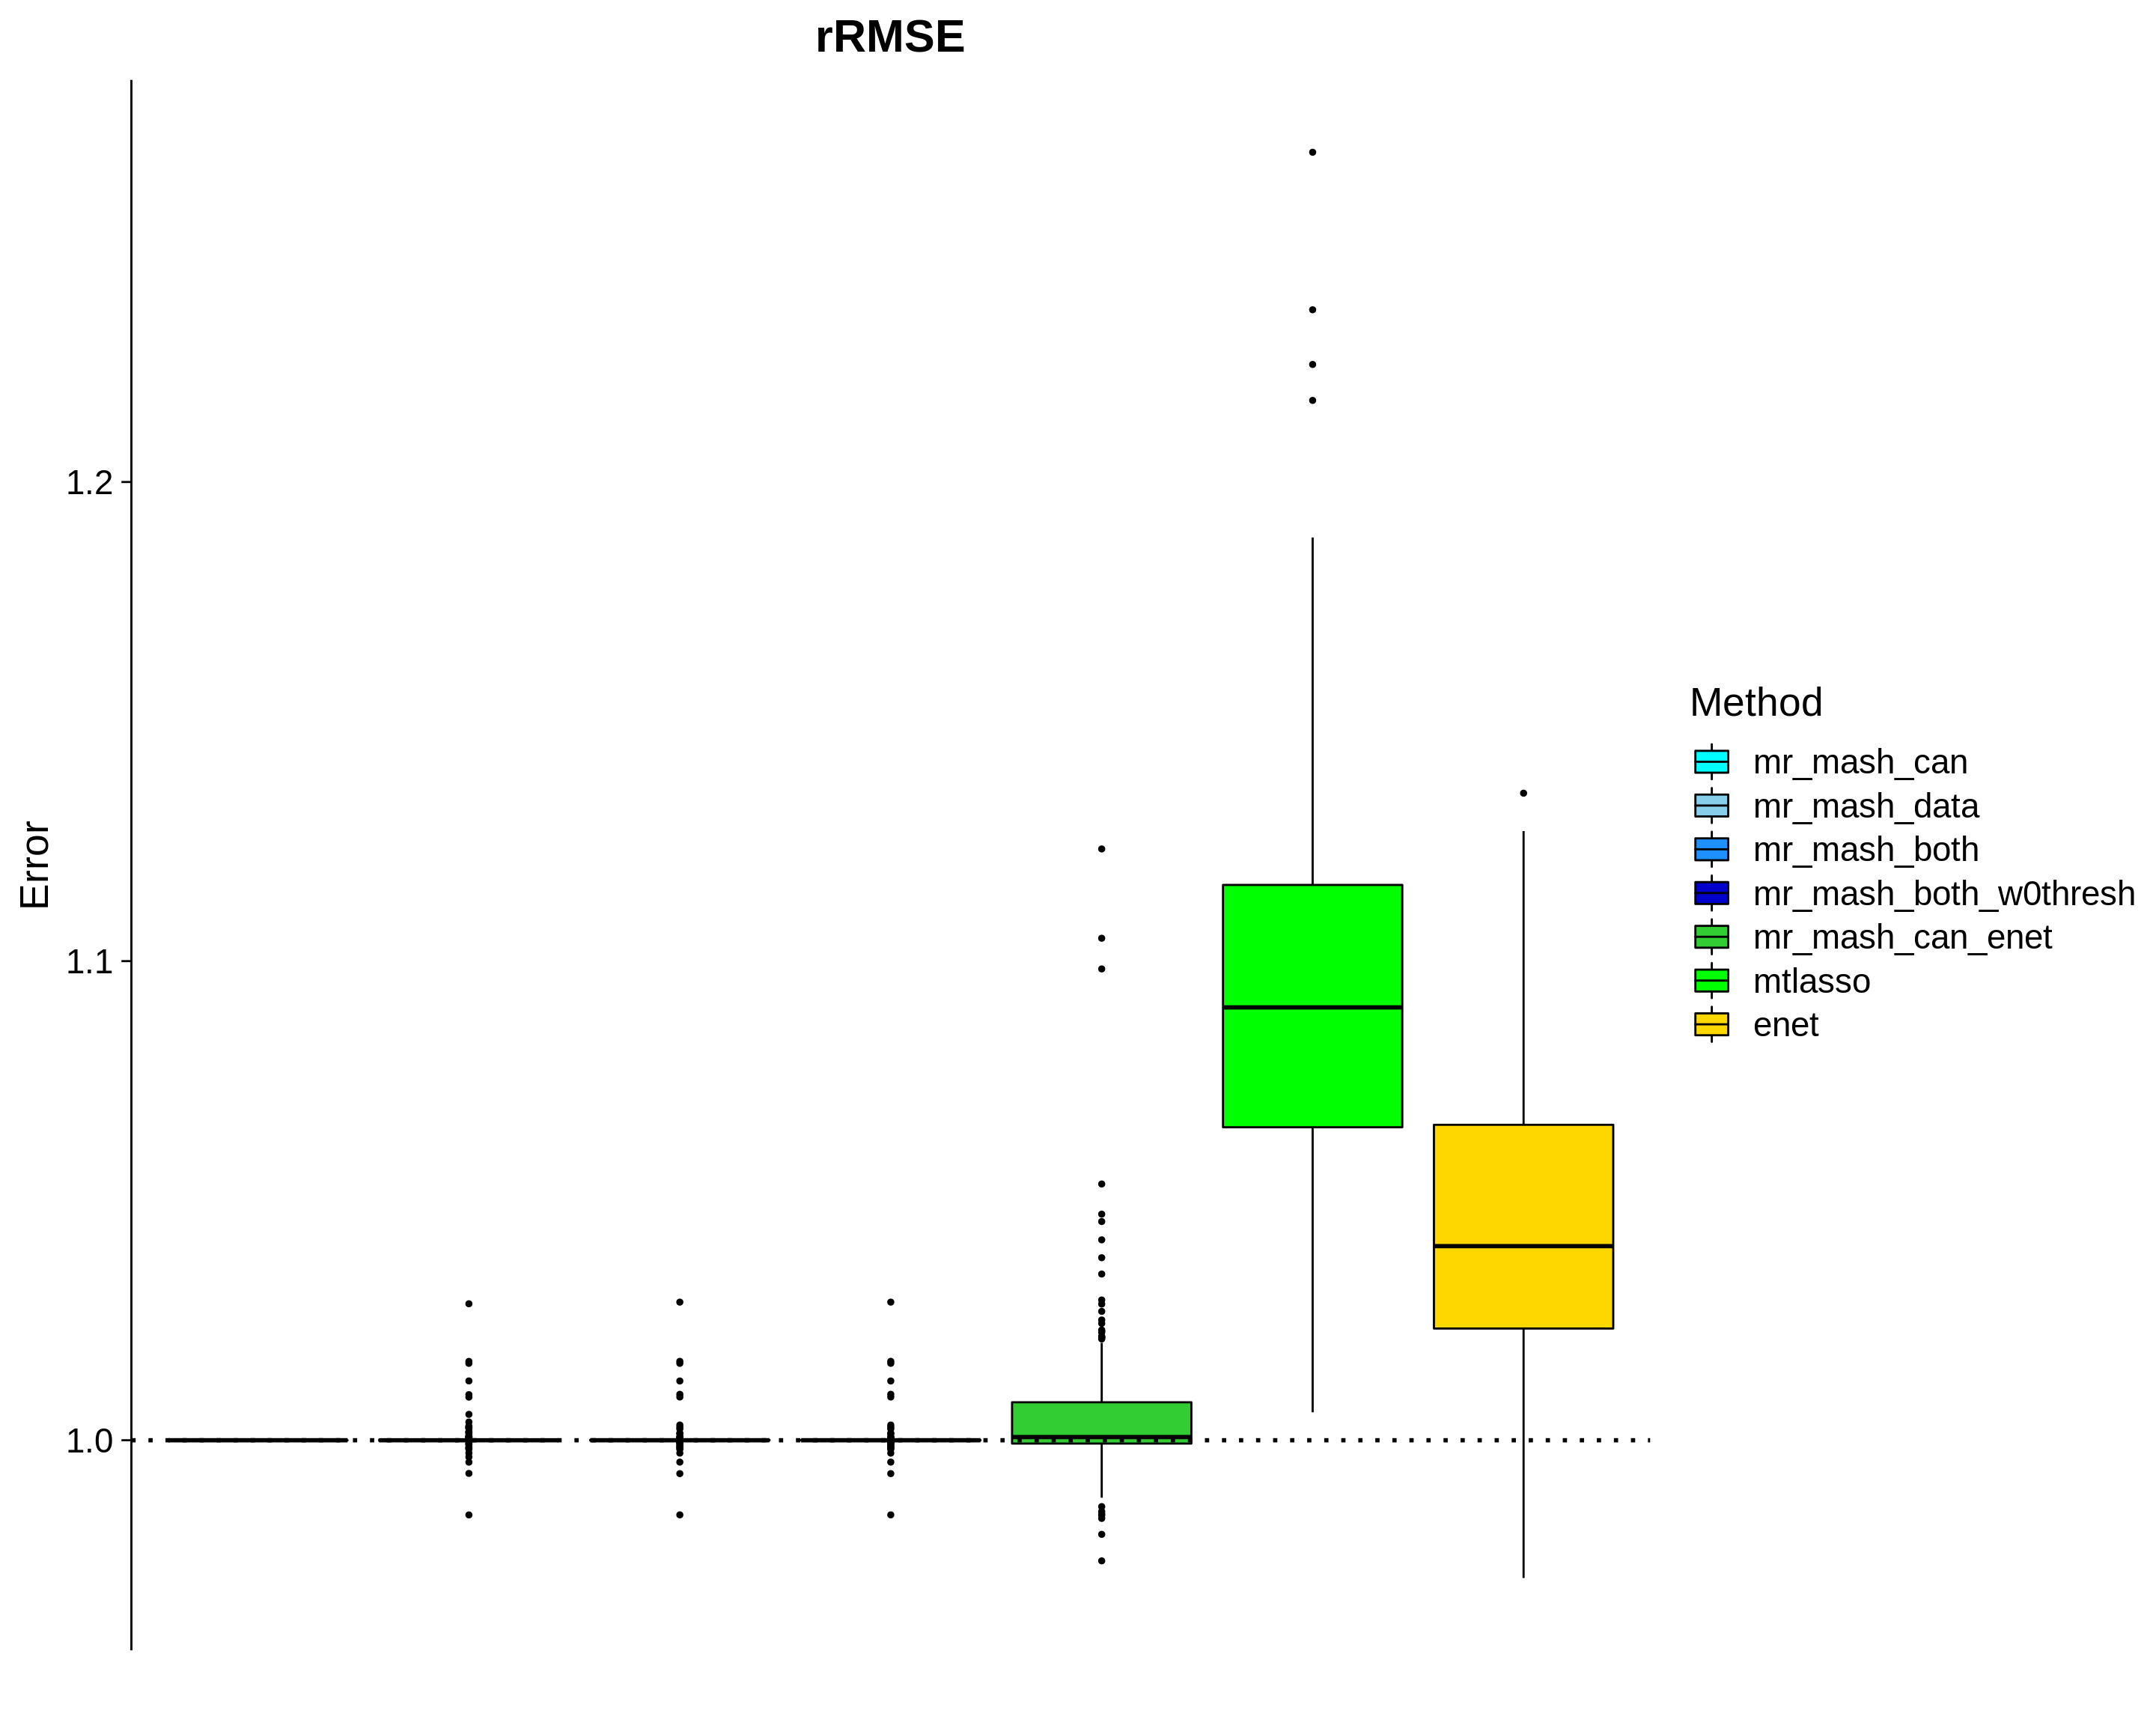 rRMSE
Error
1.2
1.1
1.0
Method
mr_mash_can
mr_mash_data
mr_mash_both
mr_mash_both_w0thresh
mr_mash_can_enet
mtlasso
enet